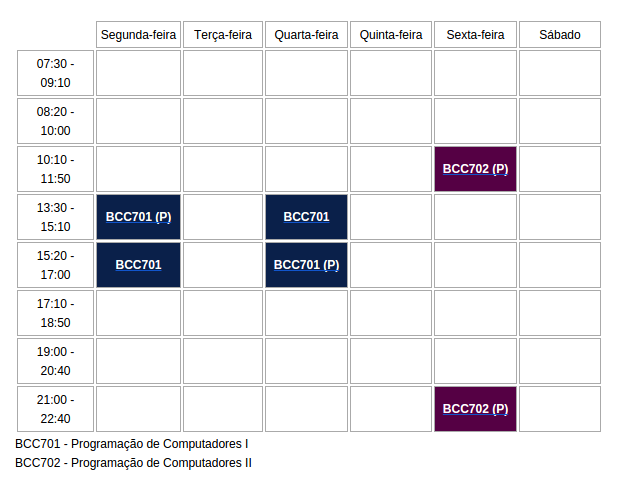 Segunda-feira Terça-feira Quarta-feira Quinta-feira Sexta-feira Sábado
07:30 -
09:10
08:20 -
10:00
10:10 -
11:50
BCC702 (P)
13:30 -
15:10
BCC701 (P) BCC701
15:20 -
17:00
BCC701 BCC701 (P)
17:10 -
18:50
19:00 -
20:40
21:00 -
22:40
BCC702 (P)
BCC701 - Programação de Computadores I
BCC702 - Programação de Computadores II